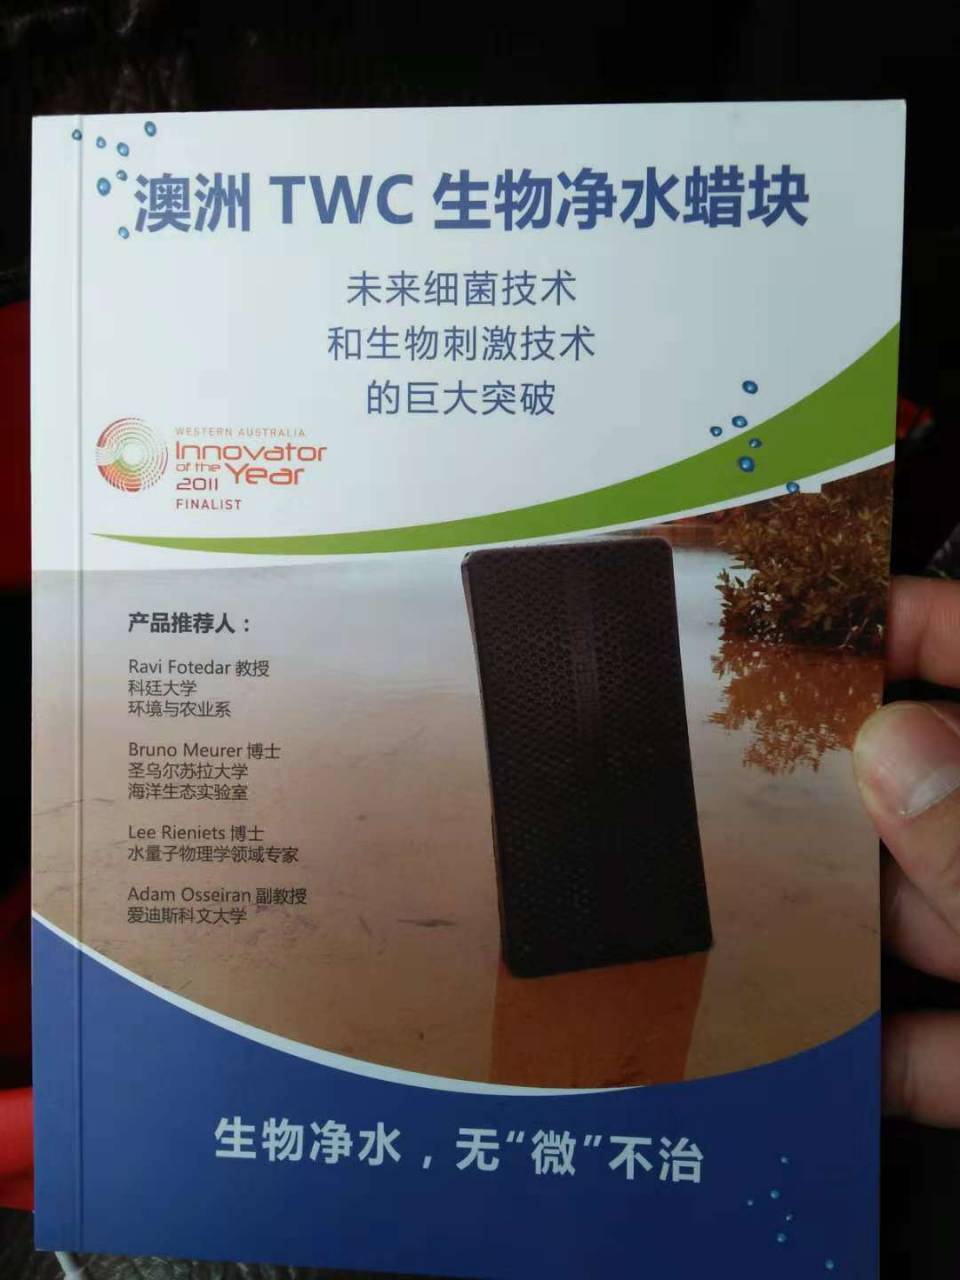 澳洲 TWC 生物净水蜡块
未来细菌技术
和生物刺激技术
的巨大突破
WESTERN AUSTRALIA
Innovator
of the Year
2011
FINALIST
产品推荐人：
Ravi Fotedar 教授
科廷大学
环境与农业系
Bruno Meurer 博士
圣乌尔苏拉大学
海洋生态实验室
Lee Rieniets 博士
水量子物理学领域专家
Adam Osseiran 副教授
爱迪斯科文大学
生物净水，无“微”不治